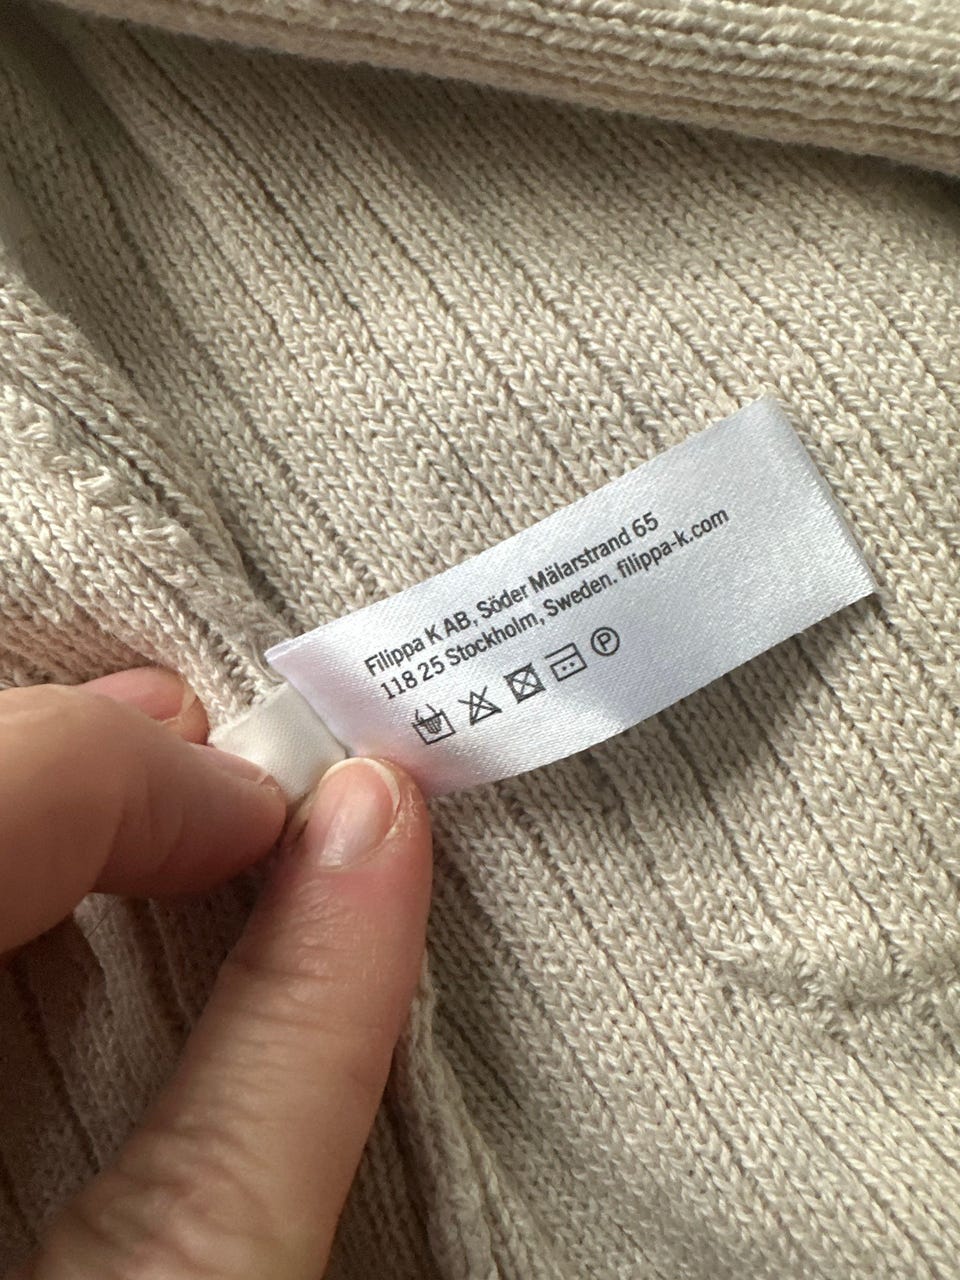 Filippa K AB, Söder Mälarstrand 65
118 25 Stockholm, Sweden. filippa-k.com
P